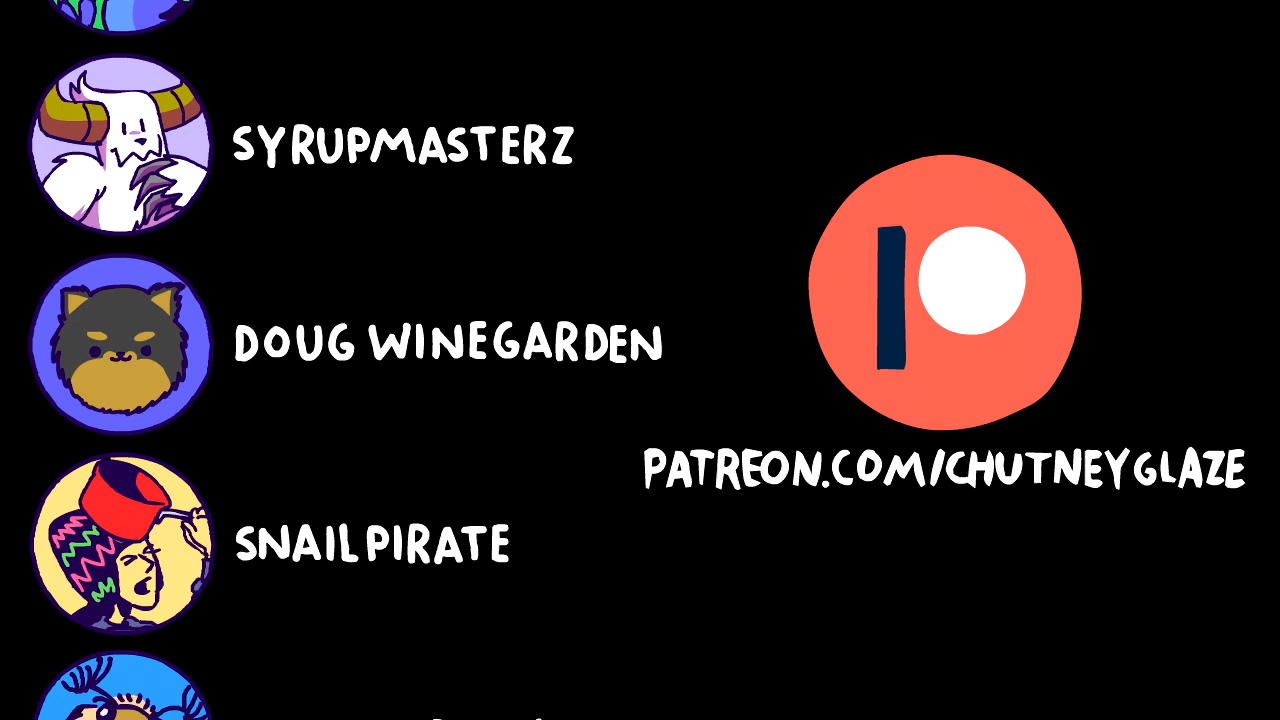 SYRUPMASTERZ
DOUG WINEGARDEN
SNAILPIRATE
PATREON.COM/CHUTNEYGLAZE